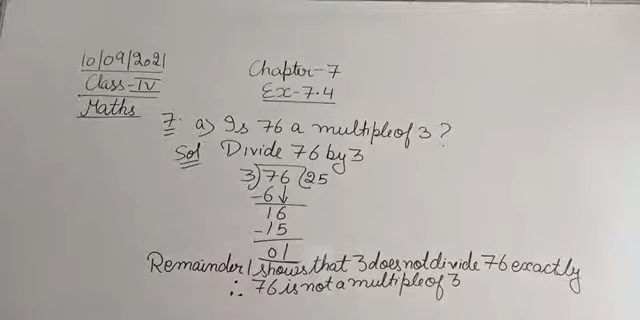 10/09/2021
Class-IV
Maths
Chapter-7
Ex-7.4
7. a) Is 76 a multiple of 3?
Sol Divide 76 by 3
3)76(25
-6↓
16
-15
01
Remainder 1 shows that 3 does not divide 76 exactly
∴ 76 is not a multiple of 3